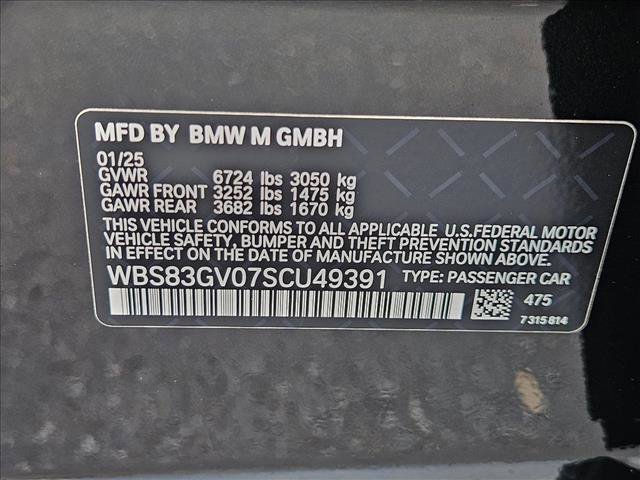 MFD BY BMW M GMBH
01/25
GVWR 6724 lbs 3050 kg
GAWR FRONT 3252 lbs 1475 kg
GAWR REAR 3682 lbs 1670 kg
THIS VEHICLE CONFORMS TO ALL APPLICABLE U.S.FEDERAL MOTOR
VEHICLE SAFETY, BUMPER AND THEFT PREVENTION STANDARDS
IN EFFECT ON THE DATE OF MANUFACTURE SHOWN ABOVE.
WBS83GV07SCU49391 TYPE: PASSENGER CAR
475
7315814